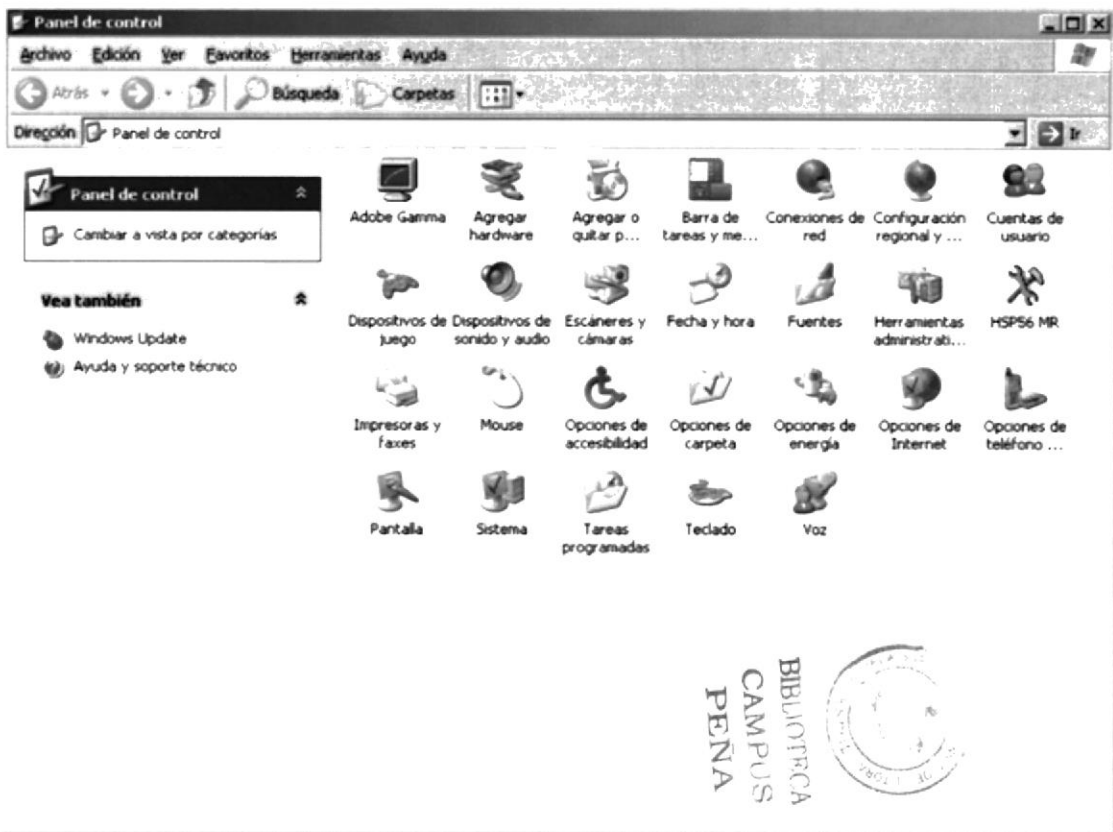 Panel de control
Archivo Edición Ver Favoritos Herramientas Ayuda
Atrás Búsqueda Carpetas
Dirección Panel de control Ir
Panel de control
Cambiar a vista por categorías
Vea también
Windows Update
Ayuda y soporte técnico
Adobe Gamma
Agregar
hardware
Agregar o
quitar p...
Barra de
tareas y me...
Conexiones de
red
Configuración
regional y ...
Cuentas de
usuario
Dispositivos de
juego
Dispositivos de
sonido y audio
Escáneres y
cámaras
Fecha y hora
Fuentes
Herramientas
administrati...
HSP56 MR
Impresoras y
faxes
Mouse
Opciones de
accesibilidad
Opciones de
carpeta
Opciones de
energía
Opciones de
Internet
Opciones de
teléfono ...
Pantalla
Sistema
Tareas
programadas
Teclado
Voz
BIBLIOTECA
CAMPUS
PEÑA